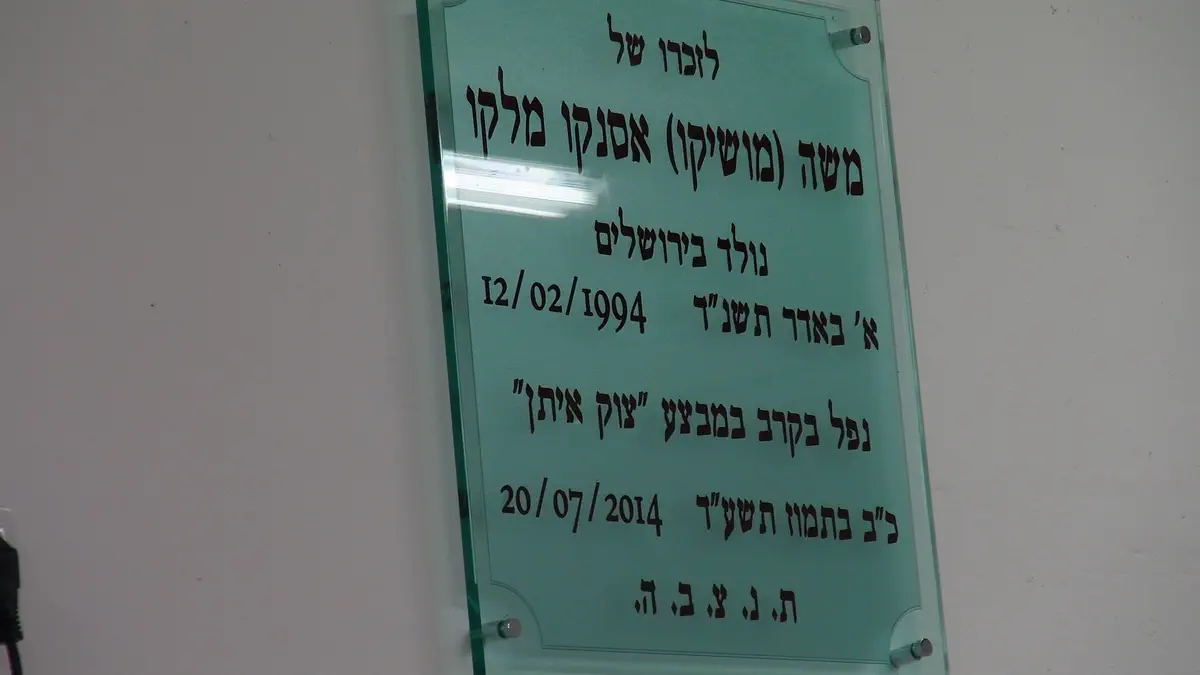 לזכרו של
משה (מושיקו) אסנקו מלקו
נולד בירושלים
א' באדר תשנ"ד 12/02/1994
נפל בקרב במבצע "צוק איתן"
כ"ב בתמוז תשע"ד 20/07/2014
ת. נ. צ. ב. ה.